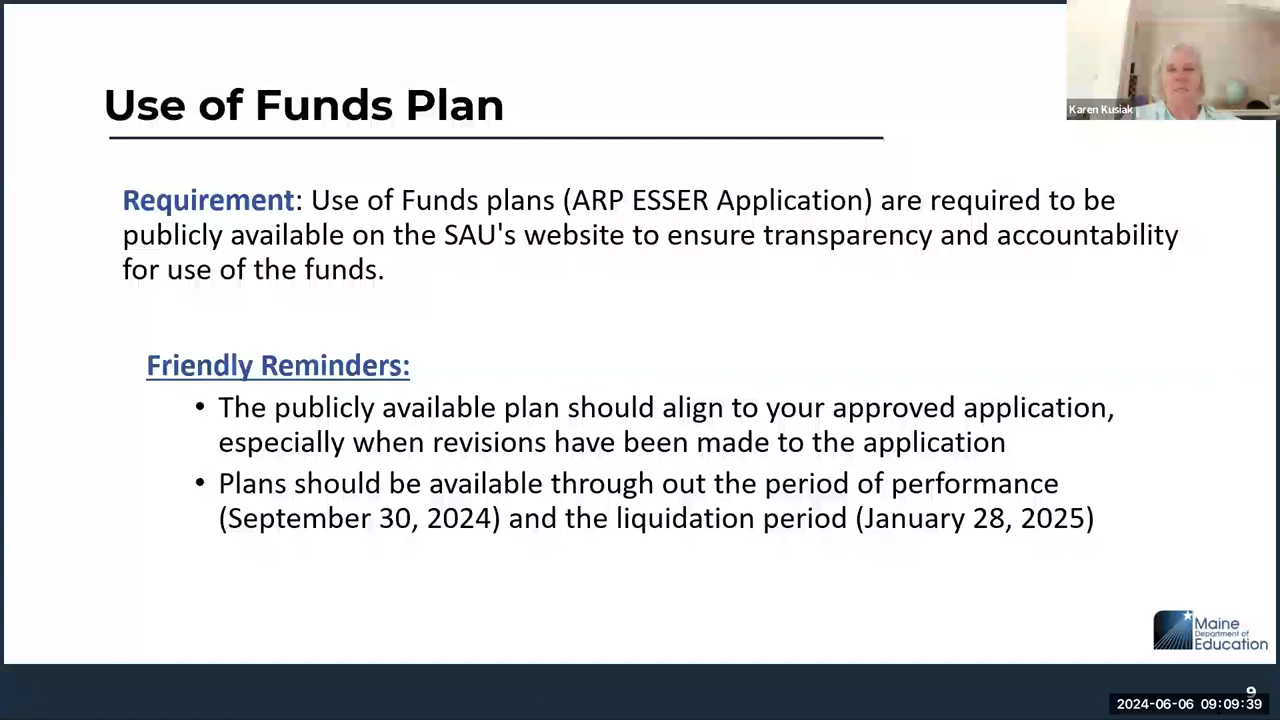 Use of Funds Plan
Karen Kusiak
Requirement: Use of Funds plans (ARP ESSER Application) are required to be
publicly available on the SAU's website to ensure transparency and accountability
for use of the funds.
Friendly Reminders:
• The publicly available plan should align to your approved application,
especially when revisions have been made to the application
• Plans should be available through out the period of performance
(September 30, 2024) and the liquidation period (January 28, 2025)
Maine
Department of
Education
9
2024-06-06 09:09:39